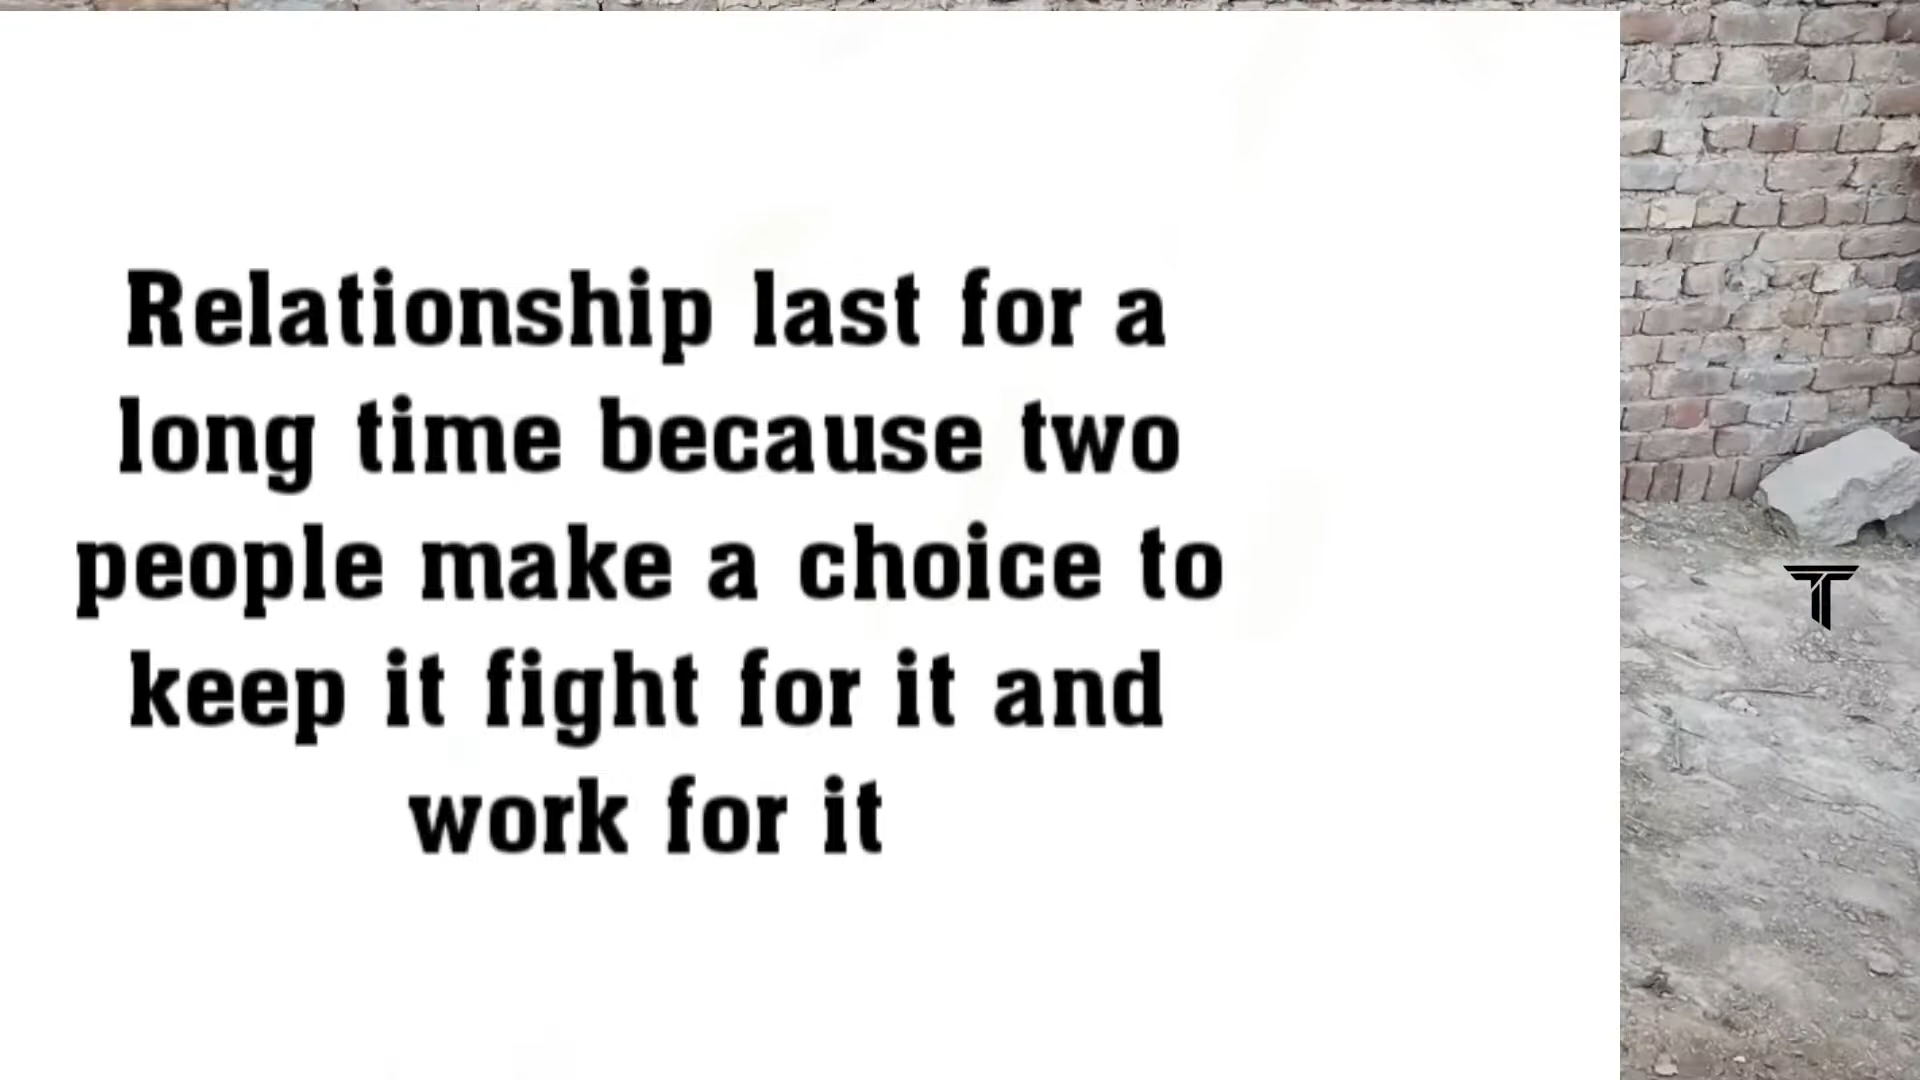 Relationship last for a
long time because two
people make a choice to
keep it fight for it and
work for it